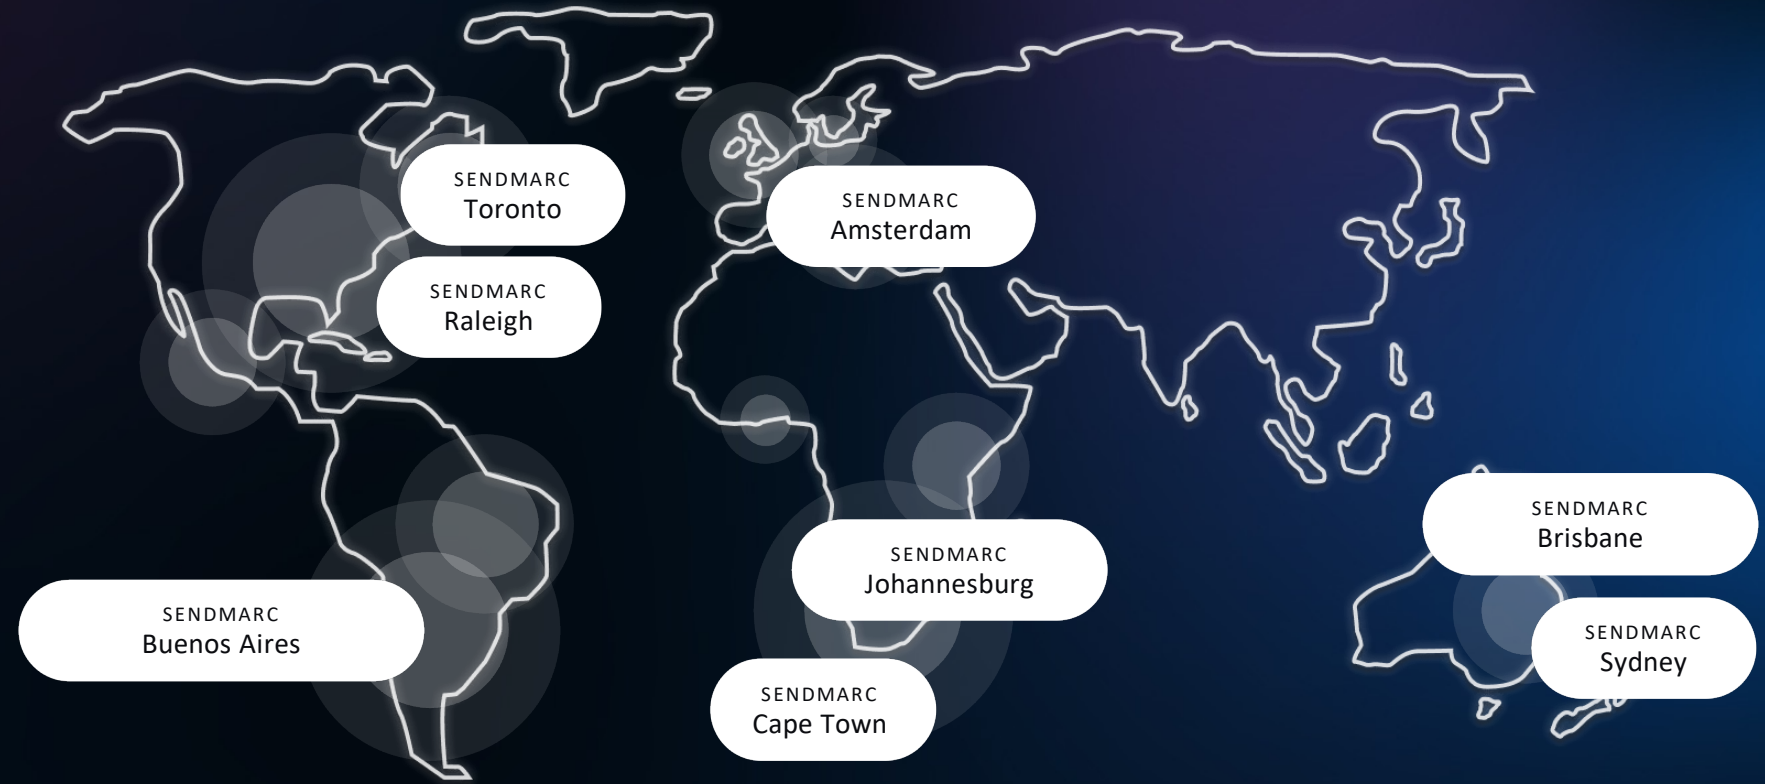 SENDMARC
Toronto
SENDMARC
Amsterdam
SENDMARC
Raleigh
SENDMARC
Brisbane
SENDMARC
Johannesburg
SENDMARC
Buenos Aires
SENDMARC
Sydney
SENDMARC
Cape Town